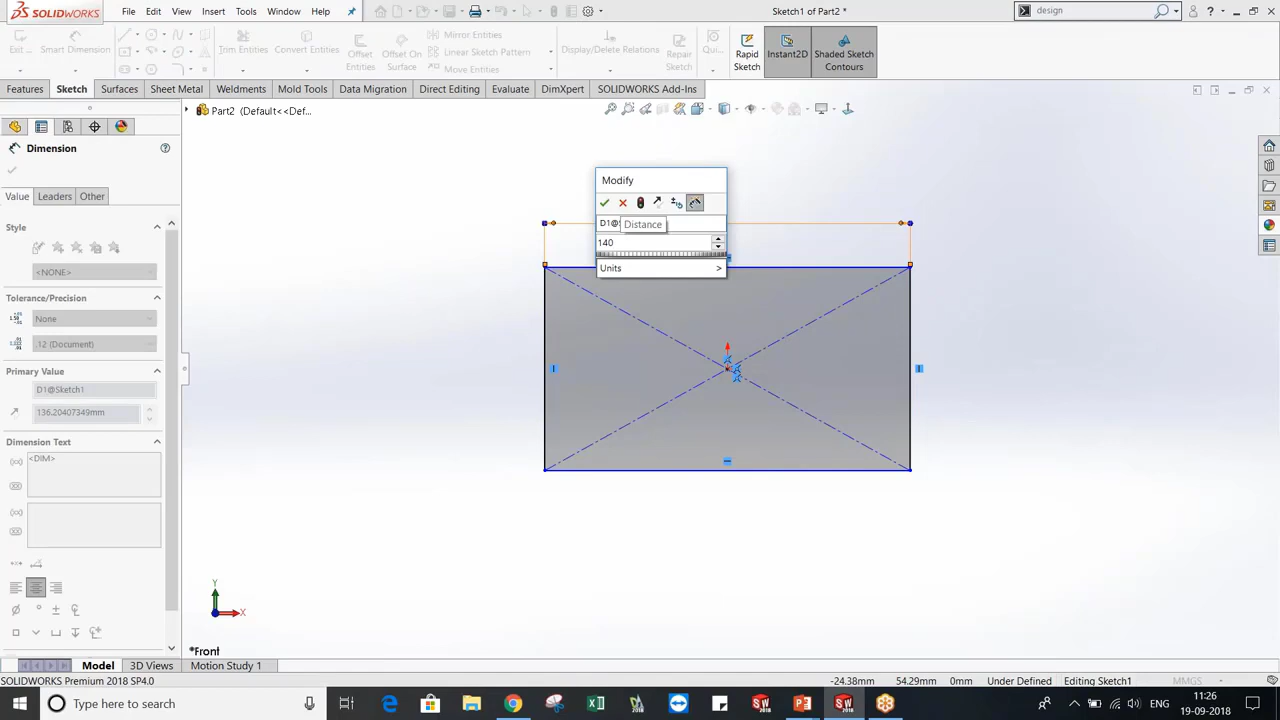 SOLIDWORKS
File
Edit
View
Insert
Tools
Window
Help
Sketch1 of Part2 *
design
Exit ...
Smart Dimension
Trim Entities
Convert Entities
Offset Entities
Offset On Surface
Mirror Entities
Linear Sketch Pattern
Move Entities
Display/Delete Relations
Repair Sketch
Qui...
Rapid Sketch
Instant2D
Shaded Sketch Contours
Features
Sketch
Surfaces
Sheet Metal
Weldments
Mold Tools
Data Migration
Direct Editing
Evaluate
DimXpert
SOLIDWORKS Add-Ins
Part2 (Default<<Def...
Dimension
Value
Leaders
Other
Style
<NONE>
Tolerance/Precision
None
.12 (Document)
Primary Value
D1@Sketch1
136.20407349mm
Dimension Text
<DIM>
Modify
D1@
Distance
140
Units >
Y
X
*Front
Model
3D Views
Motion Study 1
SOLIDWORKS Premium 2018 SP4.0
-24.38mm
54.29mm
0mm
Under Defined
Editing Sketch1
MMGS
Type here to search
ENG
11:26
19-09-2018